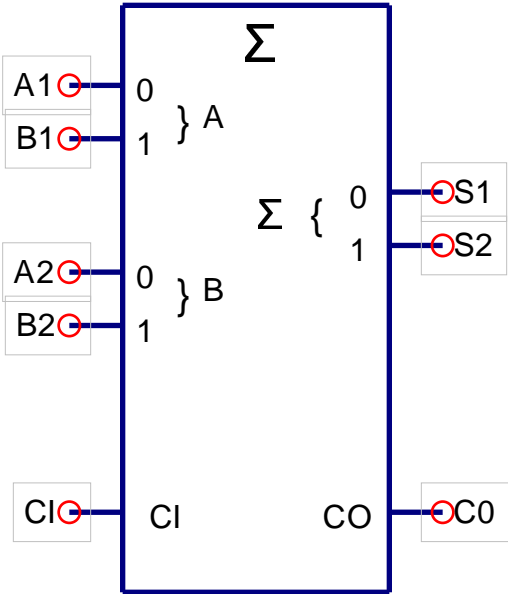 Σ
A1 0
} A
B1 1
Σ { 0 S1
1 S2
A2 0
} B
B2 1
CI CI CO C0